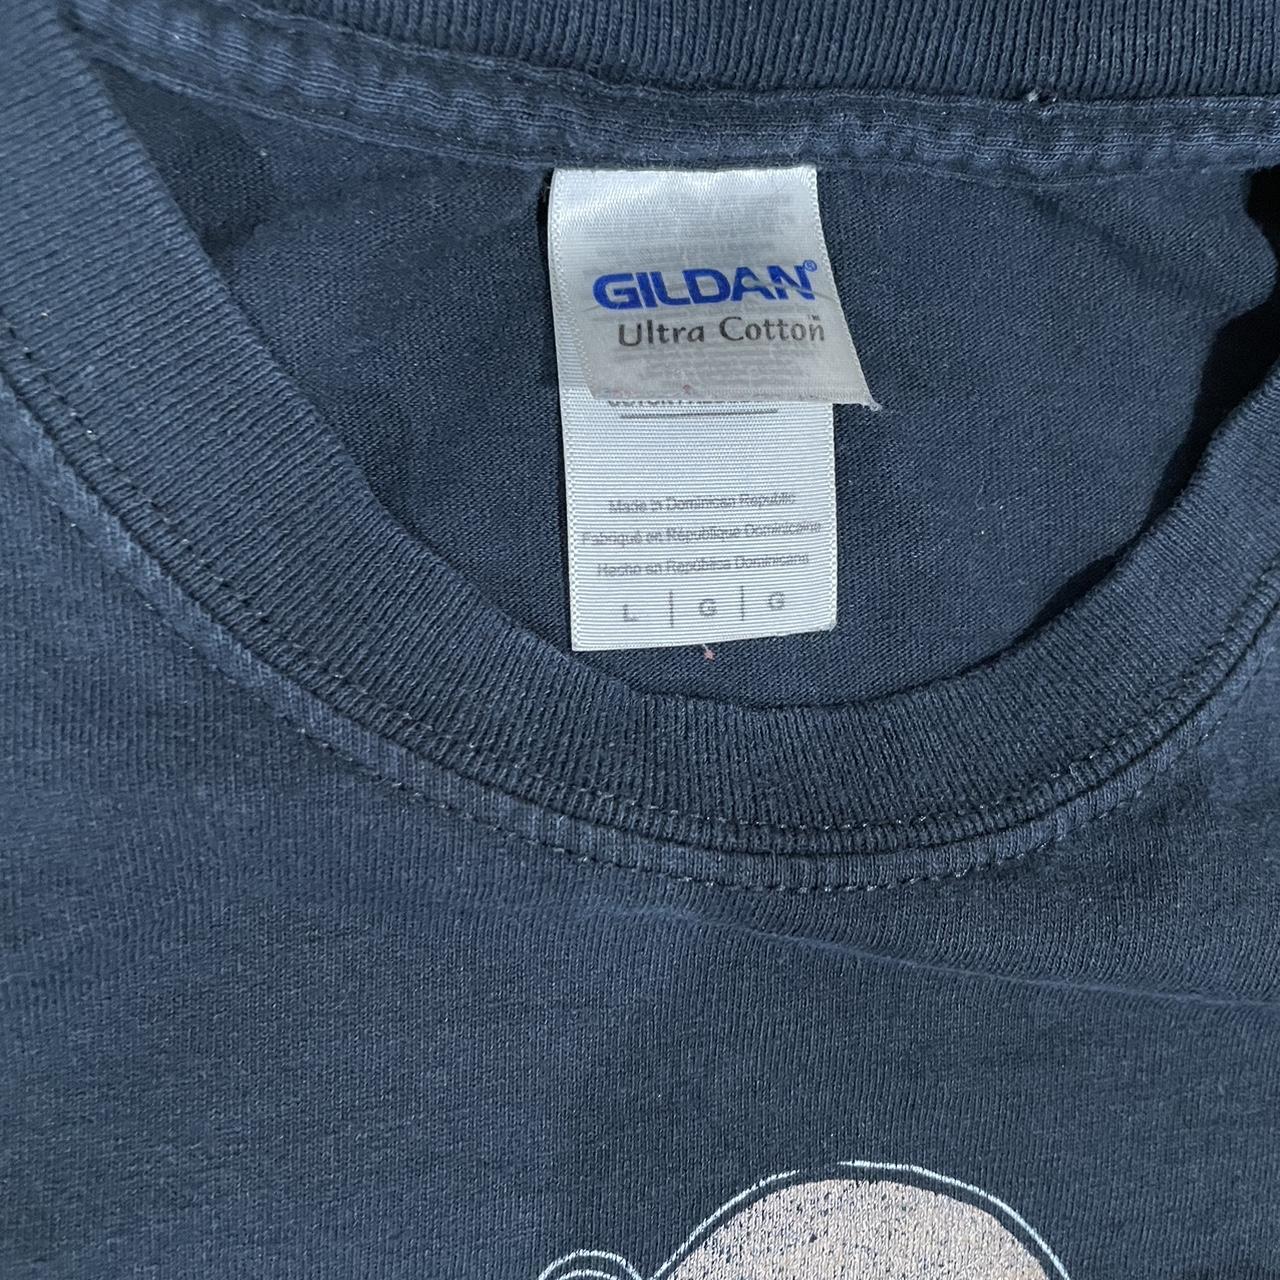 GILDAN®
Ultra Cotton™
Made in Dominican Republic
Fabriqué en République Dominicaine
Hecho en República Dominicana
L | G | G